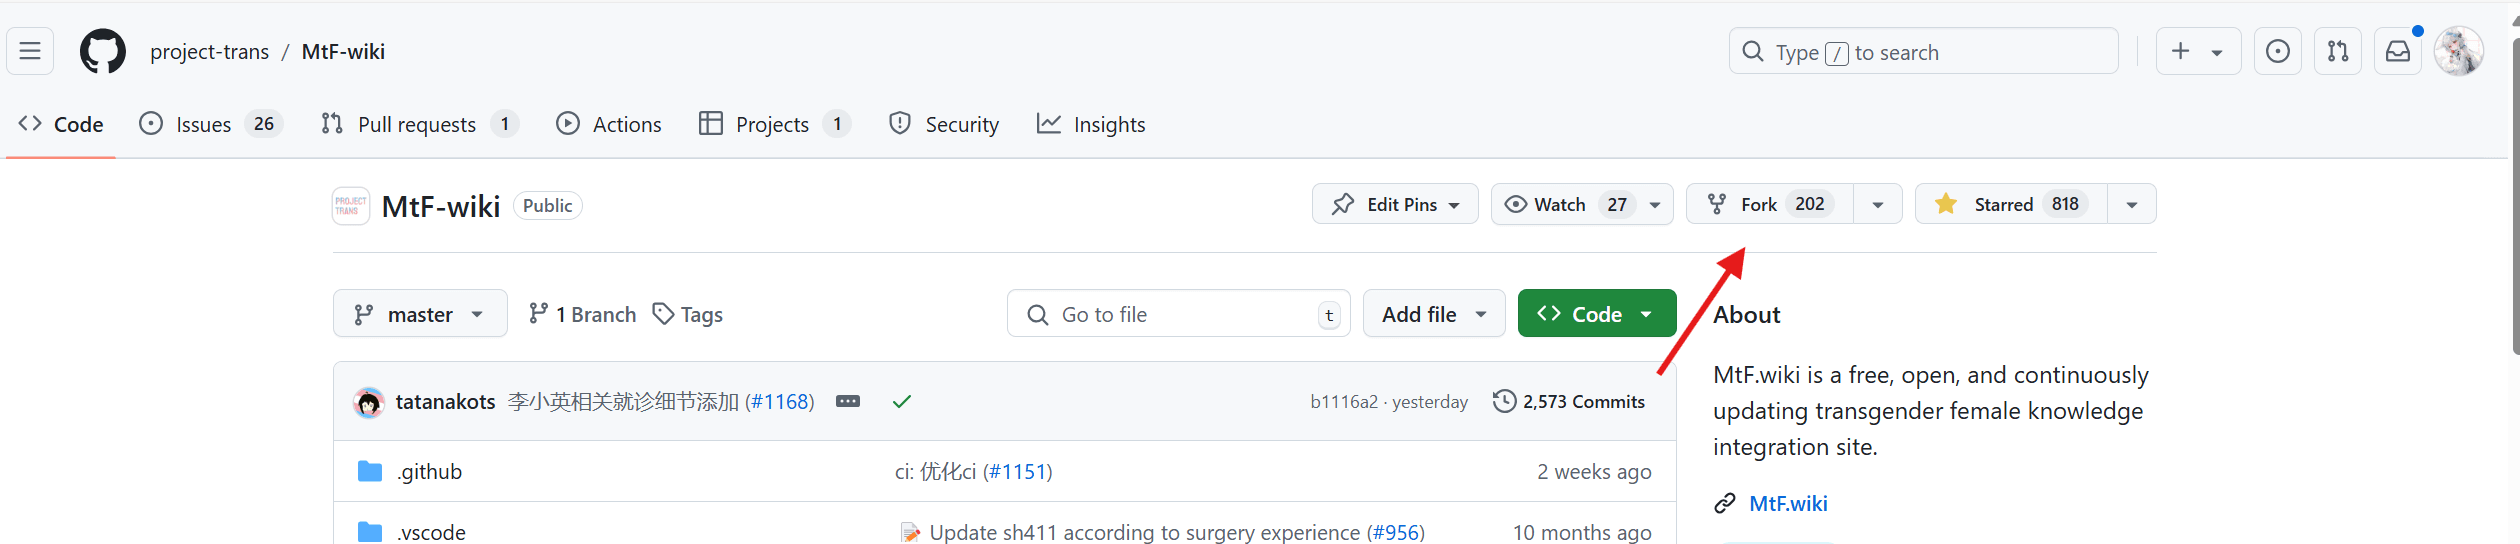 project-trans / MtF-wiki
Type / to search
Code Issues 26 Pull requests 1 Actions Projects 1 Security Insights
PROJECT
TRANS
MtF-wiki Public
Edit Pins Watch 27 Fork 202 Starred 818
master 1 Branch Tags
Go to file t Add file Code
tatanakots 李小英相关就诊细节添加 (#1168) b1116a2 · yesterday 2,573 Commits
.github ci: 优化ci (#1151) 2 weeks ago
.vscode Update sh411 according to surgery experience (#956) 10 months ago
About
MtF.wiki is a free, open, and continuously
updating transgender female knowledge
integration site.
MtF.wiki